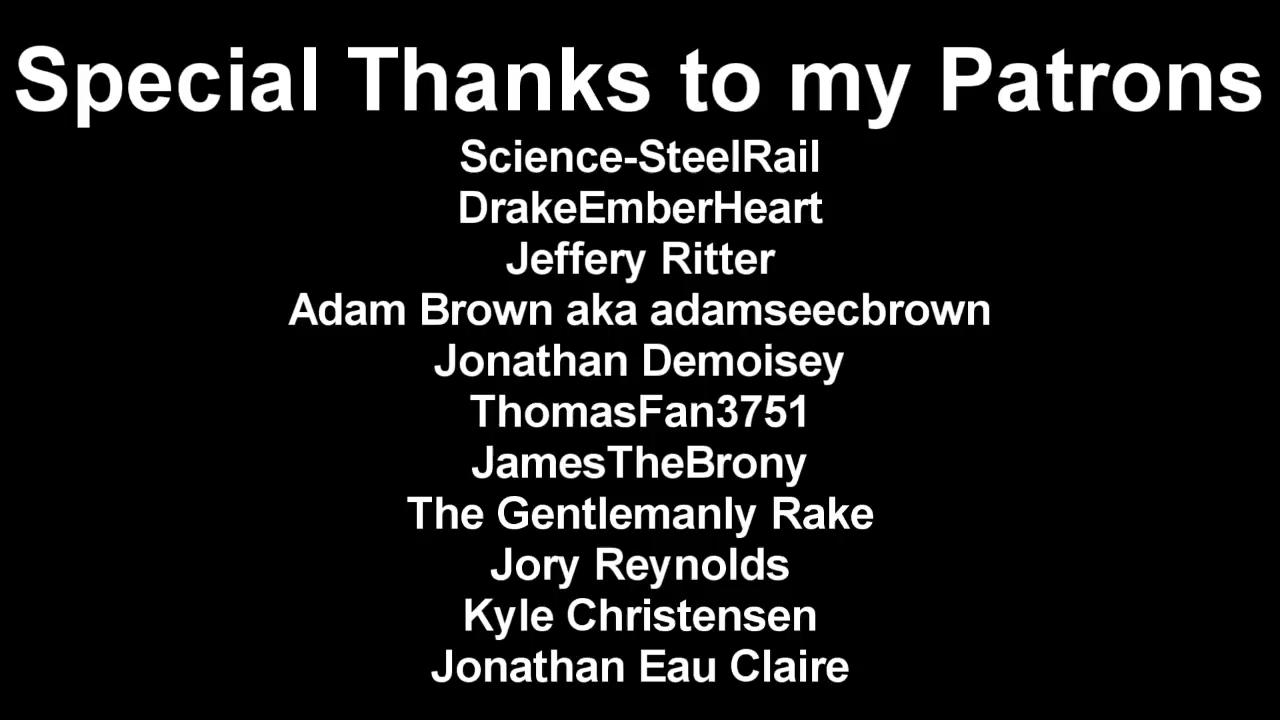 Special Thanks to my Patrons
Science-SteelRail
DrakeEmberHeart
Jeffery Ritter
Adam Brown aka adamseecbrown
Jonathan Demoisey
ThomasFan3751
JamesTheBrony
The Gentlemanly Rake
Jory Reynolds
Kyle Christensen
Jonathan Eau Claire